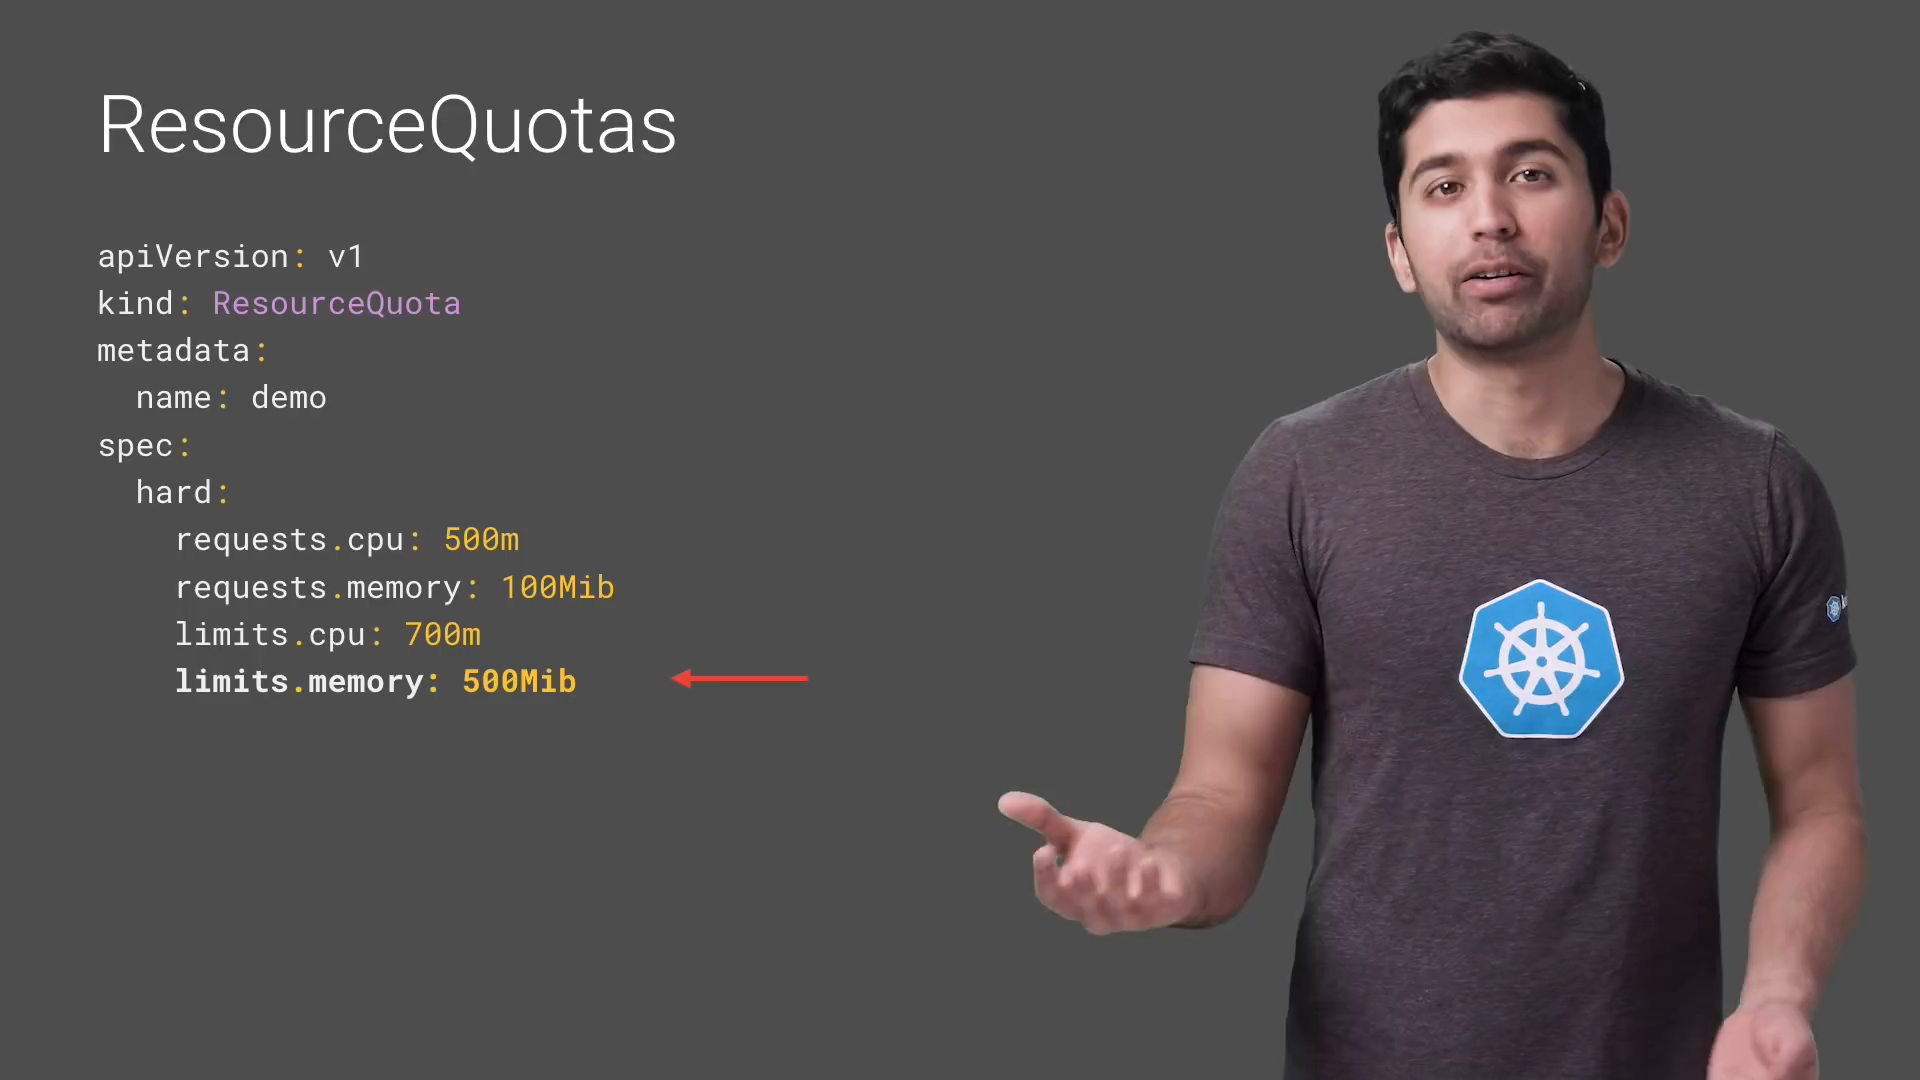 ResourceQuotas
apiVersion: v1
kind: ResourceQuota
metadata:
  name: demo
spec:
  hard:
    requests.cpu: 500m
    requests.memory: 100Mib
    limits.cpu: 700m
    limits.memory: 500Mib